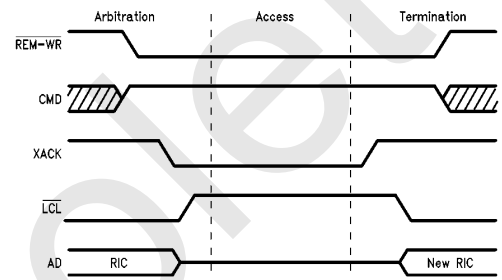 Arbitration Access Termination
REM-WR
CMD
XACK
LCL
AD RIC New RIC